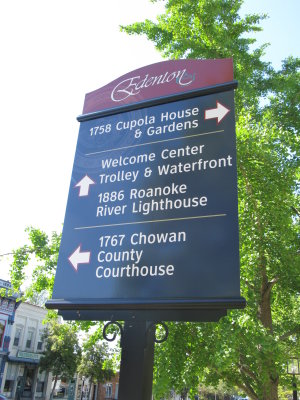 Edenton
1758 Cupola House
& Gardens
Welcome Center
Trolley & Waterfront
1886 Roanoke
River Lighthouse
1767 Chowan
County
Courthouse